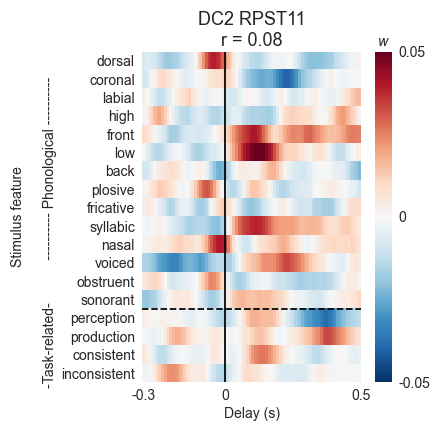 DC2 RPST11
r = 0.08
w
dorsal
coronal
labial
high
front
low
back
plosive
fricative
syllabic
nasal
voiced
obstruent
sonorant
perception
production
consistent
inconsistent
Stimulus feature
---------- Phonological ----------
-Task-related-
-0.3 0 0.5
Delay (s)
0.05
0
-0.05